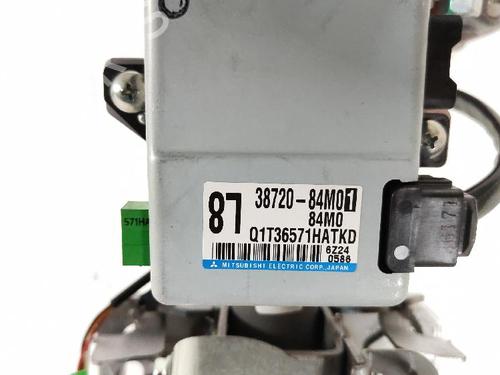 38720-84M01
87
84M0
Q1T36571HATKD
6Z24
0586
MITSUBISHI ELECTRIC CORP. JAPAN
571HA